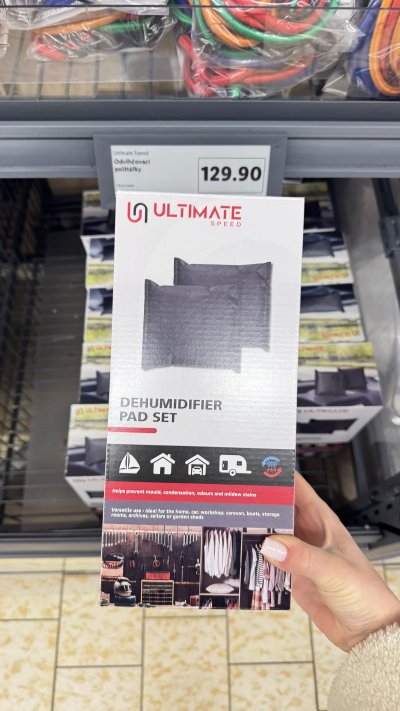 Ultimate Speed
Odvlhčovací
polštářky
129.90
ULTIMATE
SPEED
DEHUMIDIFIER
PAD SET
Helps prevent mould, condensation, odours and mildew stains
Versatile use - ideal for the home, car, workshop, caravan, boats, storage
rooms, archives, cellars or garden sheds
ULTIMATE